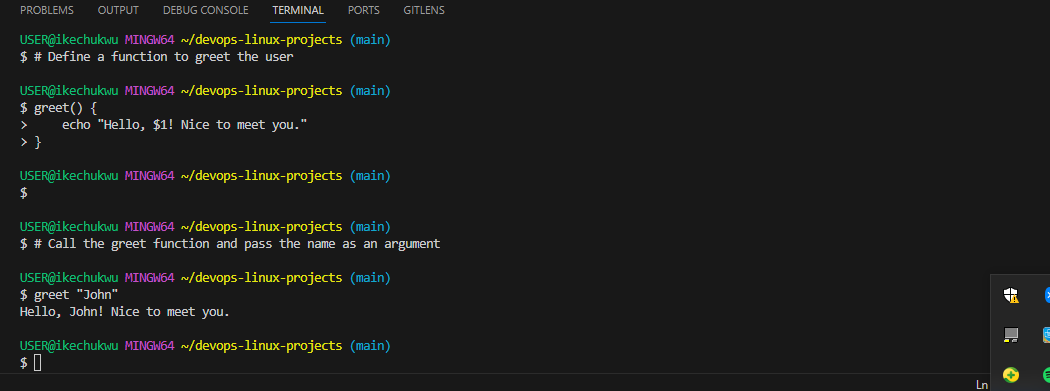 PROBLEMS OUTPUT DEBUG CONSOLE TERMINAL PORTS GITLENS
USER@ikechukwu MINGW64 ~/devops-linux-projects (main)
$ # Define a function to greet the user
USER@ikechukwu MINGW64 ~/devops-linux-projects (main)
$ greet() {
>     echo "Hello, $1! Nice to meet you."
> }
USER@ikechukwu MINGW64 ~/devops-linux-projects (main)
$
USER@ikechukwu MINGW64 ~/devops-linux-projects (main)
$ # Call the greet function and pass the name as an argument
USER@ikechukwu MINGW64 ~/devops-linux-projects (main)
$ greet "John"
Hello, John! Nice to meet you.
USER@ikechukwu MINGW64 ~/devops-linux-projects (main)
$
Ln